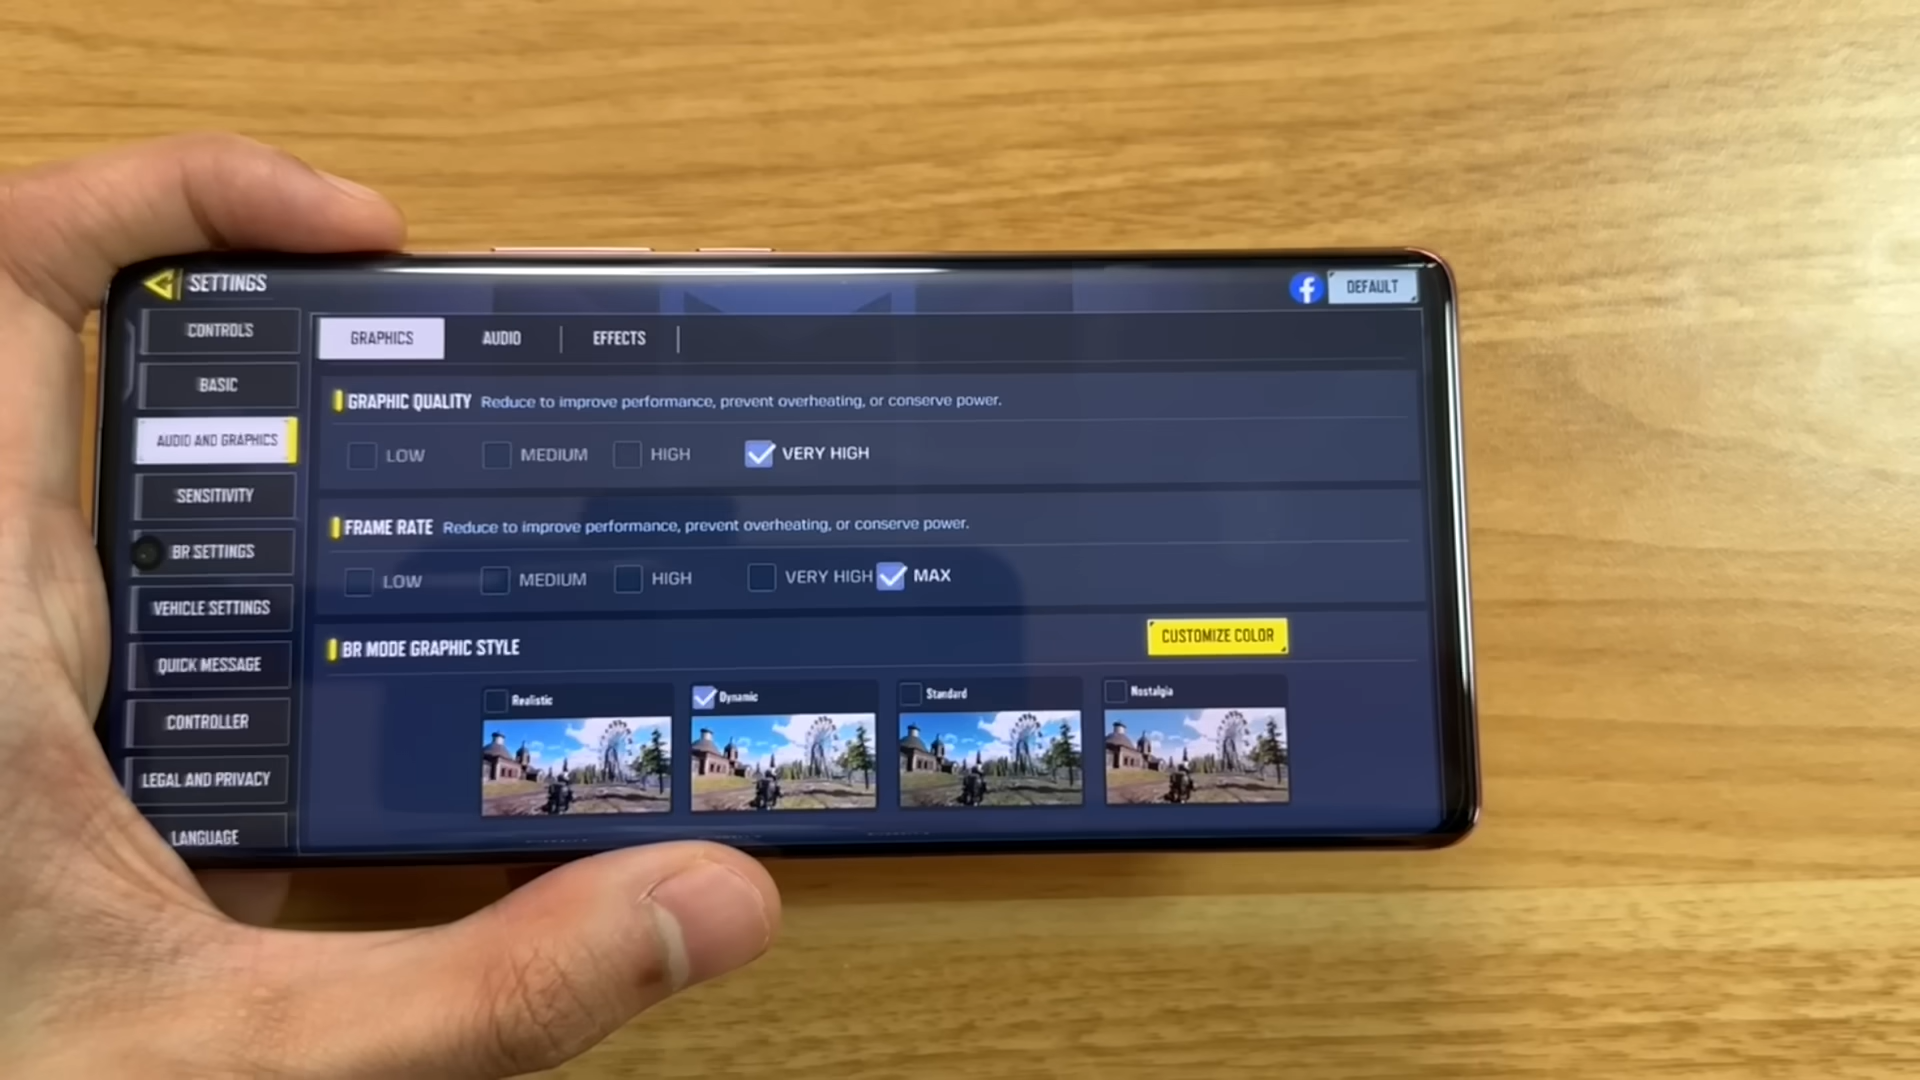 SETTINGS
DEFAULT
CONTROLS
BASIC
AUDIO AND GRAPHICS
SENSITIVITY
BR SETTINGS
VEHICLE SETTINGS
QUICK MESSAGE
CONTROLLER
LEGAL AND PRIVACY
LANGUAGE
GRAPHICS AUDIO EFFECTS
GRAPHIC QUALITY Reduce to improve performance, prevent overheating, or conserve power.
LOW MEDIUM HIGH VERY HIGH
FRAME RATE Reduce to improve performance, prevent overheating, or conserve power.
LOW MEDIUM HIGH VERY HIGH MAX
BR MODE GRAPHIC STYLE CUSTOMIZE COLOR
Realistic Dynamic Standard Nostalgia